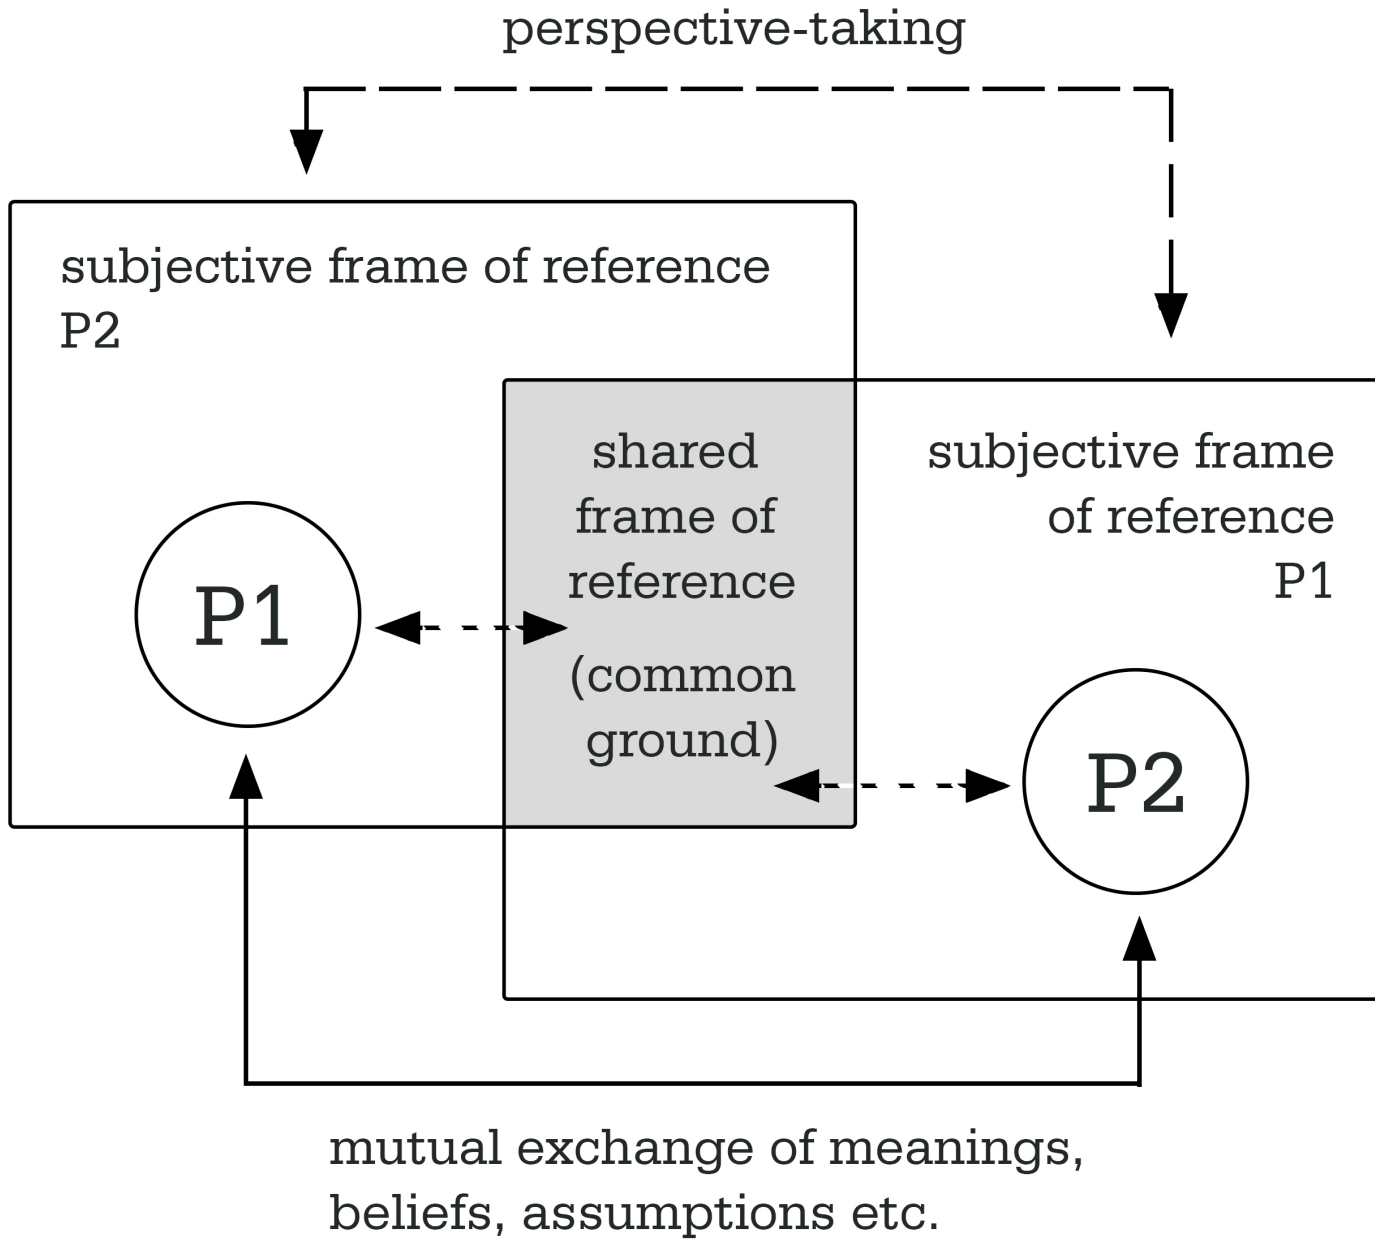 perspective-taking
subjective frame of reference
P2
shared
frame of
reference
(common
ground)
subjective frame
of reference
P1
P1
P2
mutual exchange of meanings,
beliefs, assumptions etc.